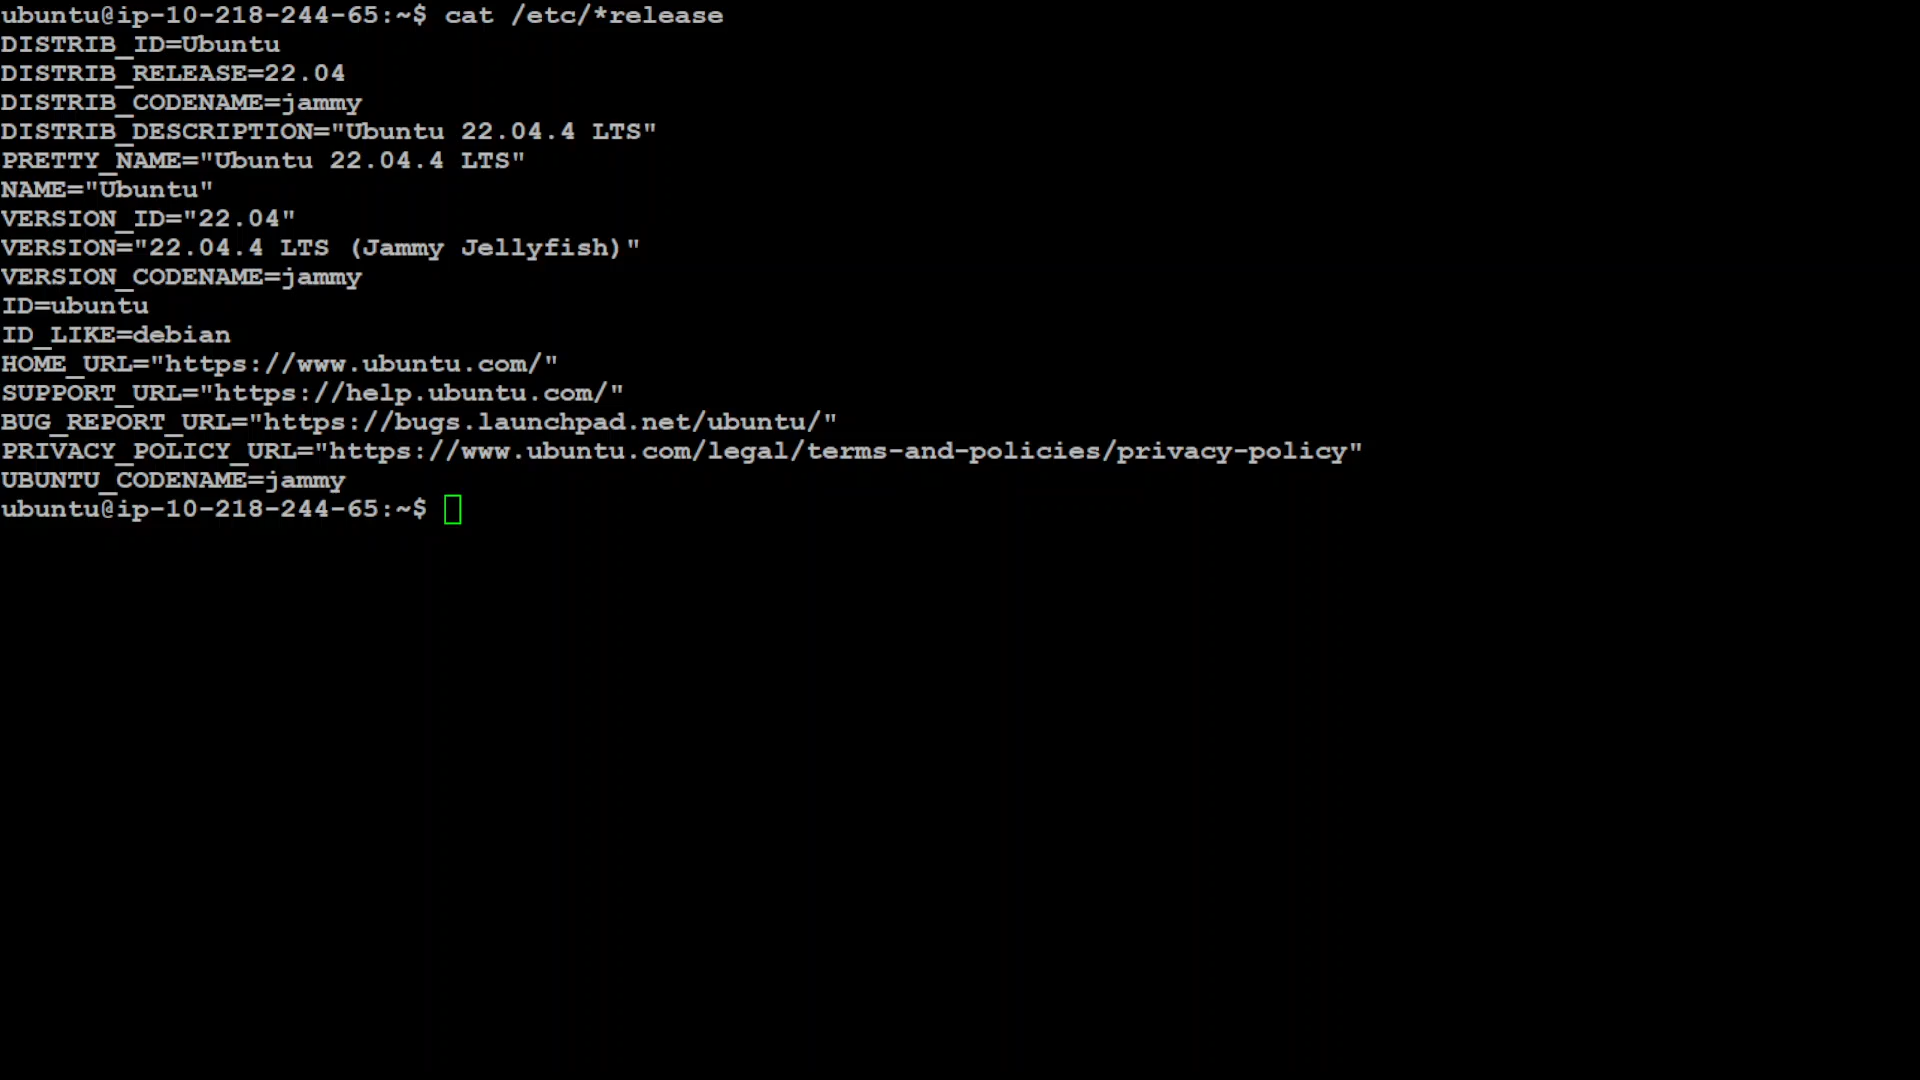 ubuntu@ip-10-218-244-65:~$ cat /etc/*release
DISTRIB_ID=Ubuntu
DISTRIB_RELEASE=22.04
DISTRIB_CODENAME=jammy
DISTRIB_DESCRIPTION="Ubuntu 22.04.4 LTS"
PRETTY_NAME="Ubuntu 22.04.4 LTS"
NAME="Ubuntu"
VERSION_ID="22.04"
VERSION="22.04.4 LTS (Jammy Jellyfish)"
VERSION_CODENAME=jammy
ID=ubuntu
ID_LIKE=debian
HOME_URL="https://www.ubuntu.com/"
SUPPORT_URL="https://help.ubuntu.com/"
BUG_REPORT_URL="https://bugs.launchpad.net/ubuntu/"
PRIVACY_POLICY_URL="https://www.ubuntu.com/legal/terms-and-policies/privacy-policy"
UBUNTU_CODENAME=jammy
ubuntu@ip-10-218-244-65:~$